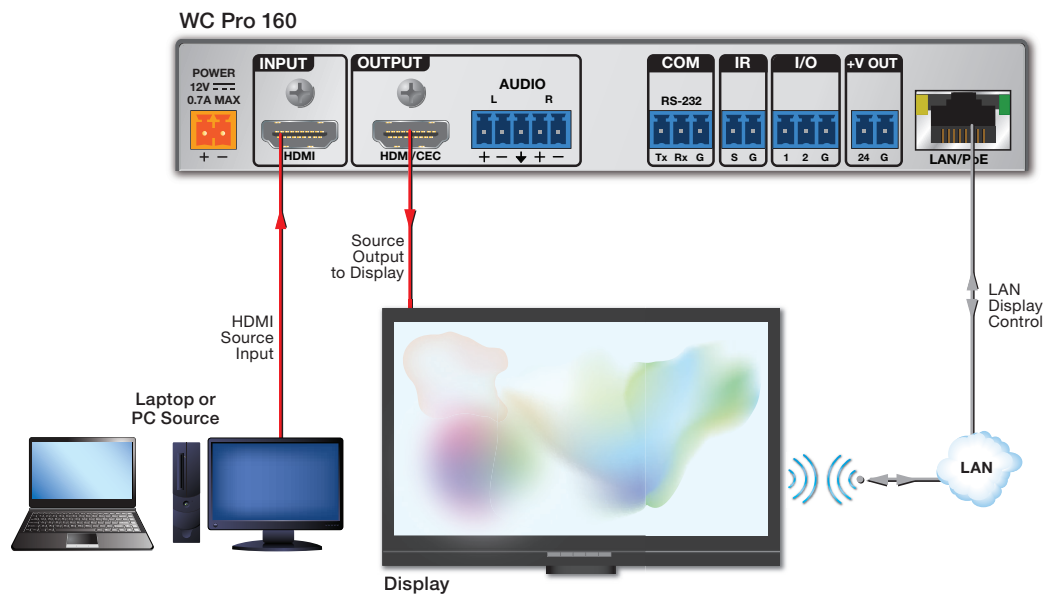 WC Pro 160
POWER
12V
0.7A MAX
+ −
INPUT
HDMI
OUTPUT
HDMI/CEC
AUDIO
L R
+ − + −
COM
RS-232
Tx Rx G
IR
S G
I/O
1 2 G
+V OUT
24 G
LAN/PoE
HDMI
Source
Input
Source
Output
to Display
LAN
Display
Control
Laptop or
PC Source
LAN
Display